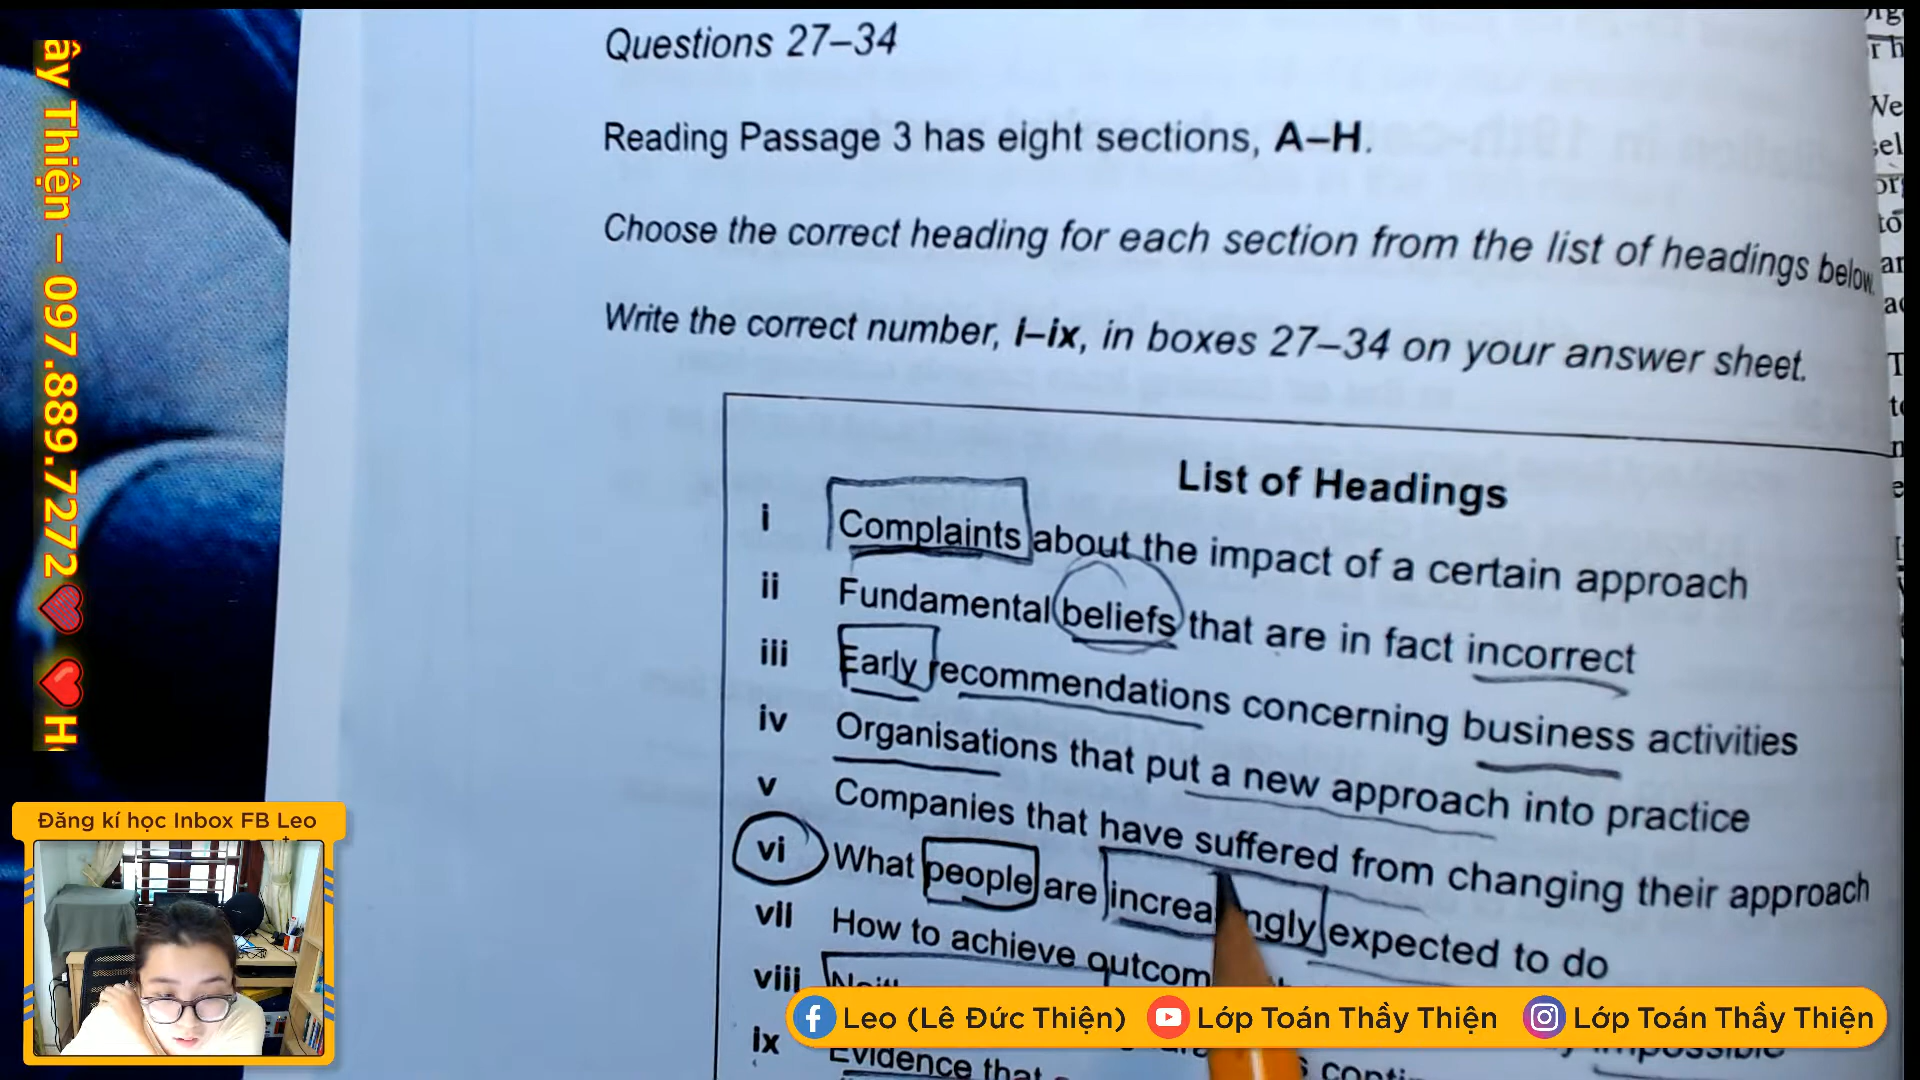 Questions 27–34
Reading Passage 3 has eight sections, A–H.
Choose the correct heading for each section from the list of headings below.
Write the correct number, i–ix, in boxes 27–34 on your answer sheet.
List of Headings
i Complaints about the impact of a certain approach
ii Fundamental beliefs that are in fact incorrect
iii Early recommendations concerning business activities
iv Organisations that put a new approach into practice
v Companies that have suffered from changing their approach
vi What people are increasingly expected to do
vii How to achieve
viii
impossible
ix Evidence that
ầy Thiện – 097.889.7272
Đăng kí học Inbox FB Leo
Leo (Lê Đức Thiện) Lớp Toán Thầy Thiện Lớp Toán Thầy Thiện